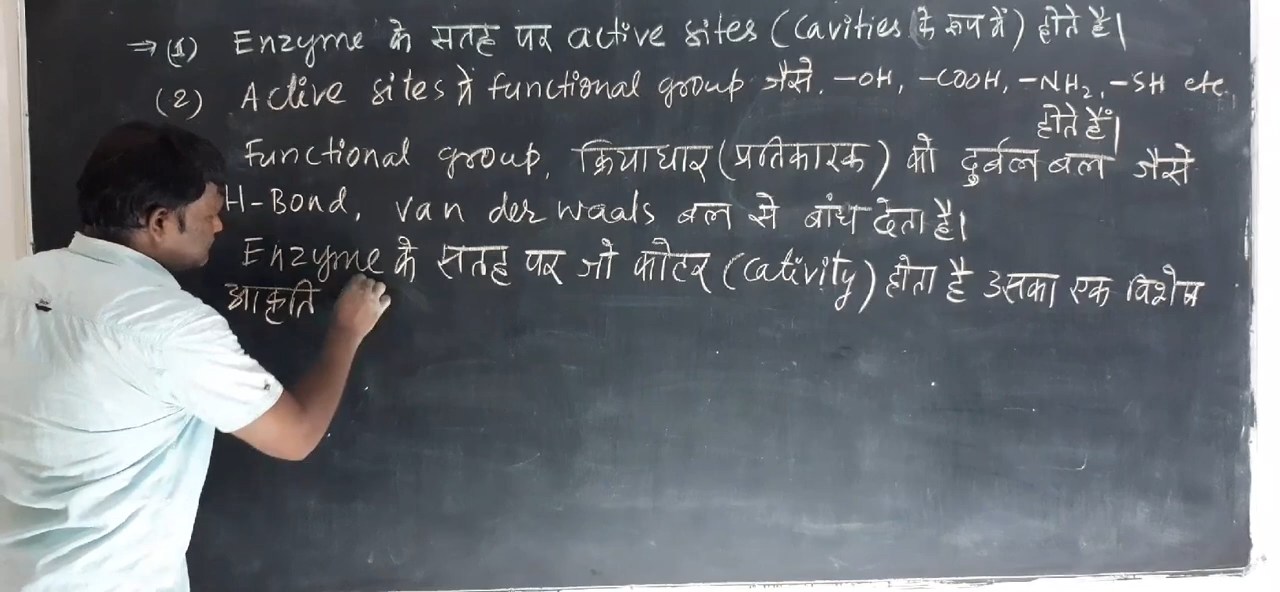 ⇒ (1) Enzyme के सतह पर active sites (Cavities के रूप में) होते हैं।
(2) Active sites में functional group जैसे, -OH, -COOH, -NH₂, -SH etc.
होते हैं।
Functional group, क्रियाधार (प्रतिकारक) को दुर्बल बल जैसे
H-Bond, van der waals बल से बांध देता है।
Enzyme के सतह पर जो कोटर (Cativity) होता है उसका एक विशेष
आकृति